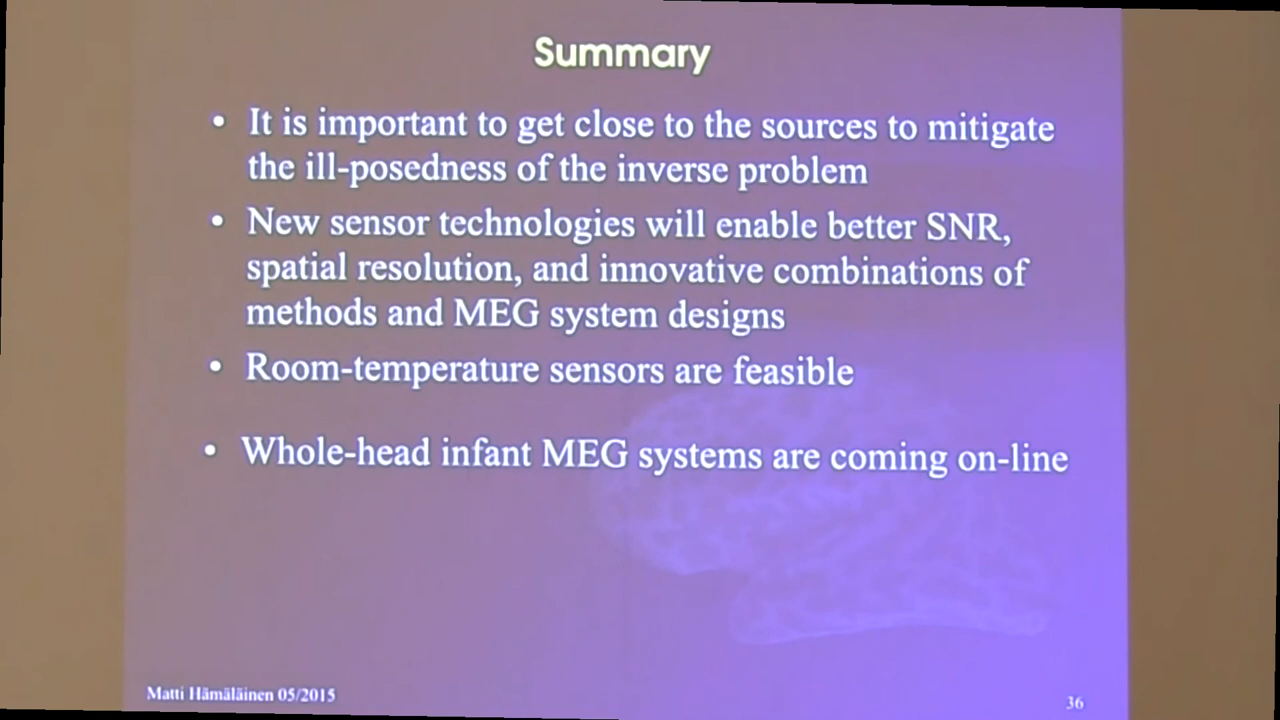 Summary
• It is important to get close to the sources to mitigate
the ill-posedness of the inverse problem
• New sensor technologies will enable better SNR,
spatial resolution, and innovative combinations of
methods and MEG system designs
• Room-temperature sensors are feasible
• Whole-head infant MEG systems are coming on-line
Matti Hämäläinen 05/2015
36